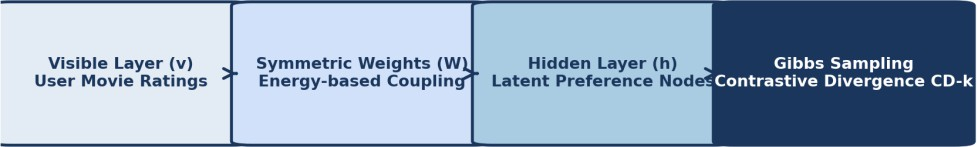 Visible Layer (v)
User Movie Ratings
Symmetric Weights (W)
Energy-based Coupling
Hidden Layer (h)
Latent Preference Nodes
Gibbs Sampling
Contrastive Divergence CD-k